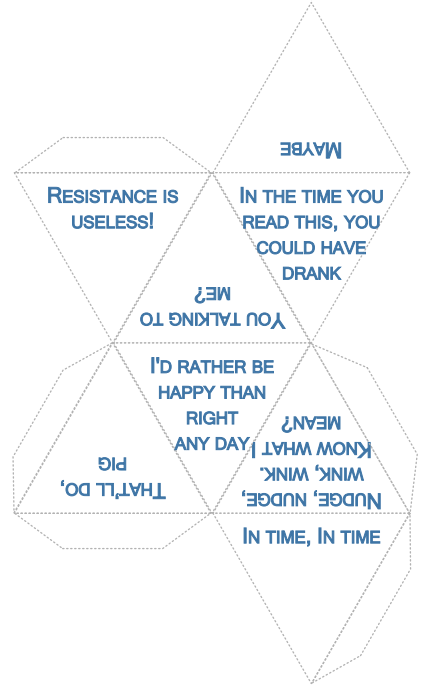 MAYBE
RESISTANCE IS
USELESS!
IN THE TIME YOU
READ THIS, YOU
COULD HAVE
DRANK
YOU TALKING TO
ME?
I'D RATHER BE
HAPPY THAN
RIGHT
ANY DAY
THAT'LL DO,
PIG
NUDGE, NUDGE,
WINK, WINK.
KNOW WHAT I
MEAN?
IN TIME, IN TIME